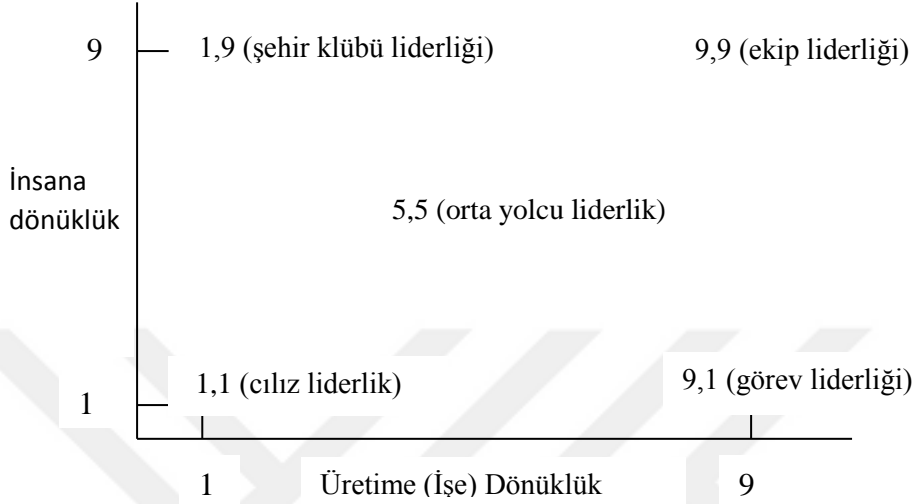 9
1,9 (şehir klübü liderliği)
9,9 (ekip liderliği)
İnsana
dönüklük
5,5 (orta yolcu liderlik)
1,1 (cılız liderlik)
9,1 (görev liderliği)
1
1
Üretime (İşe) Dönüklük
9